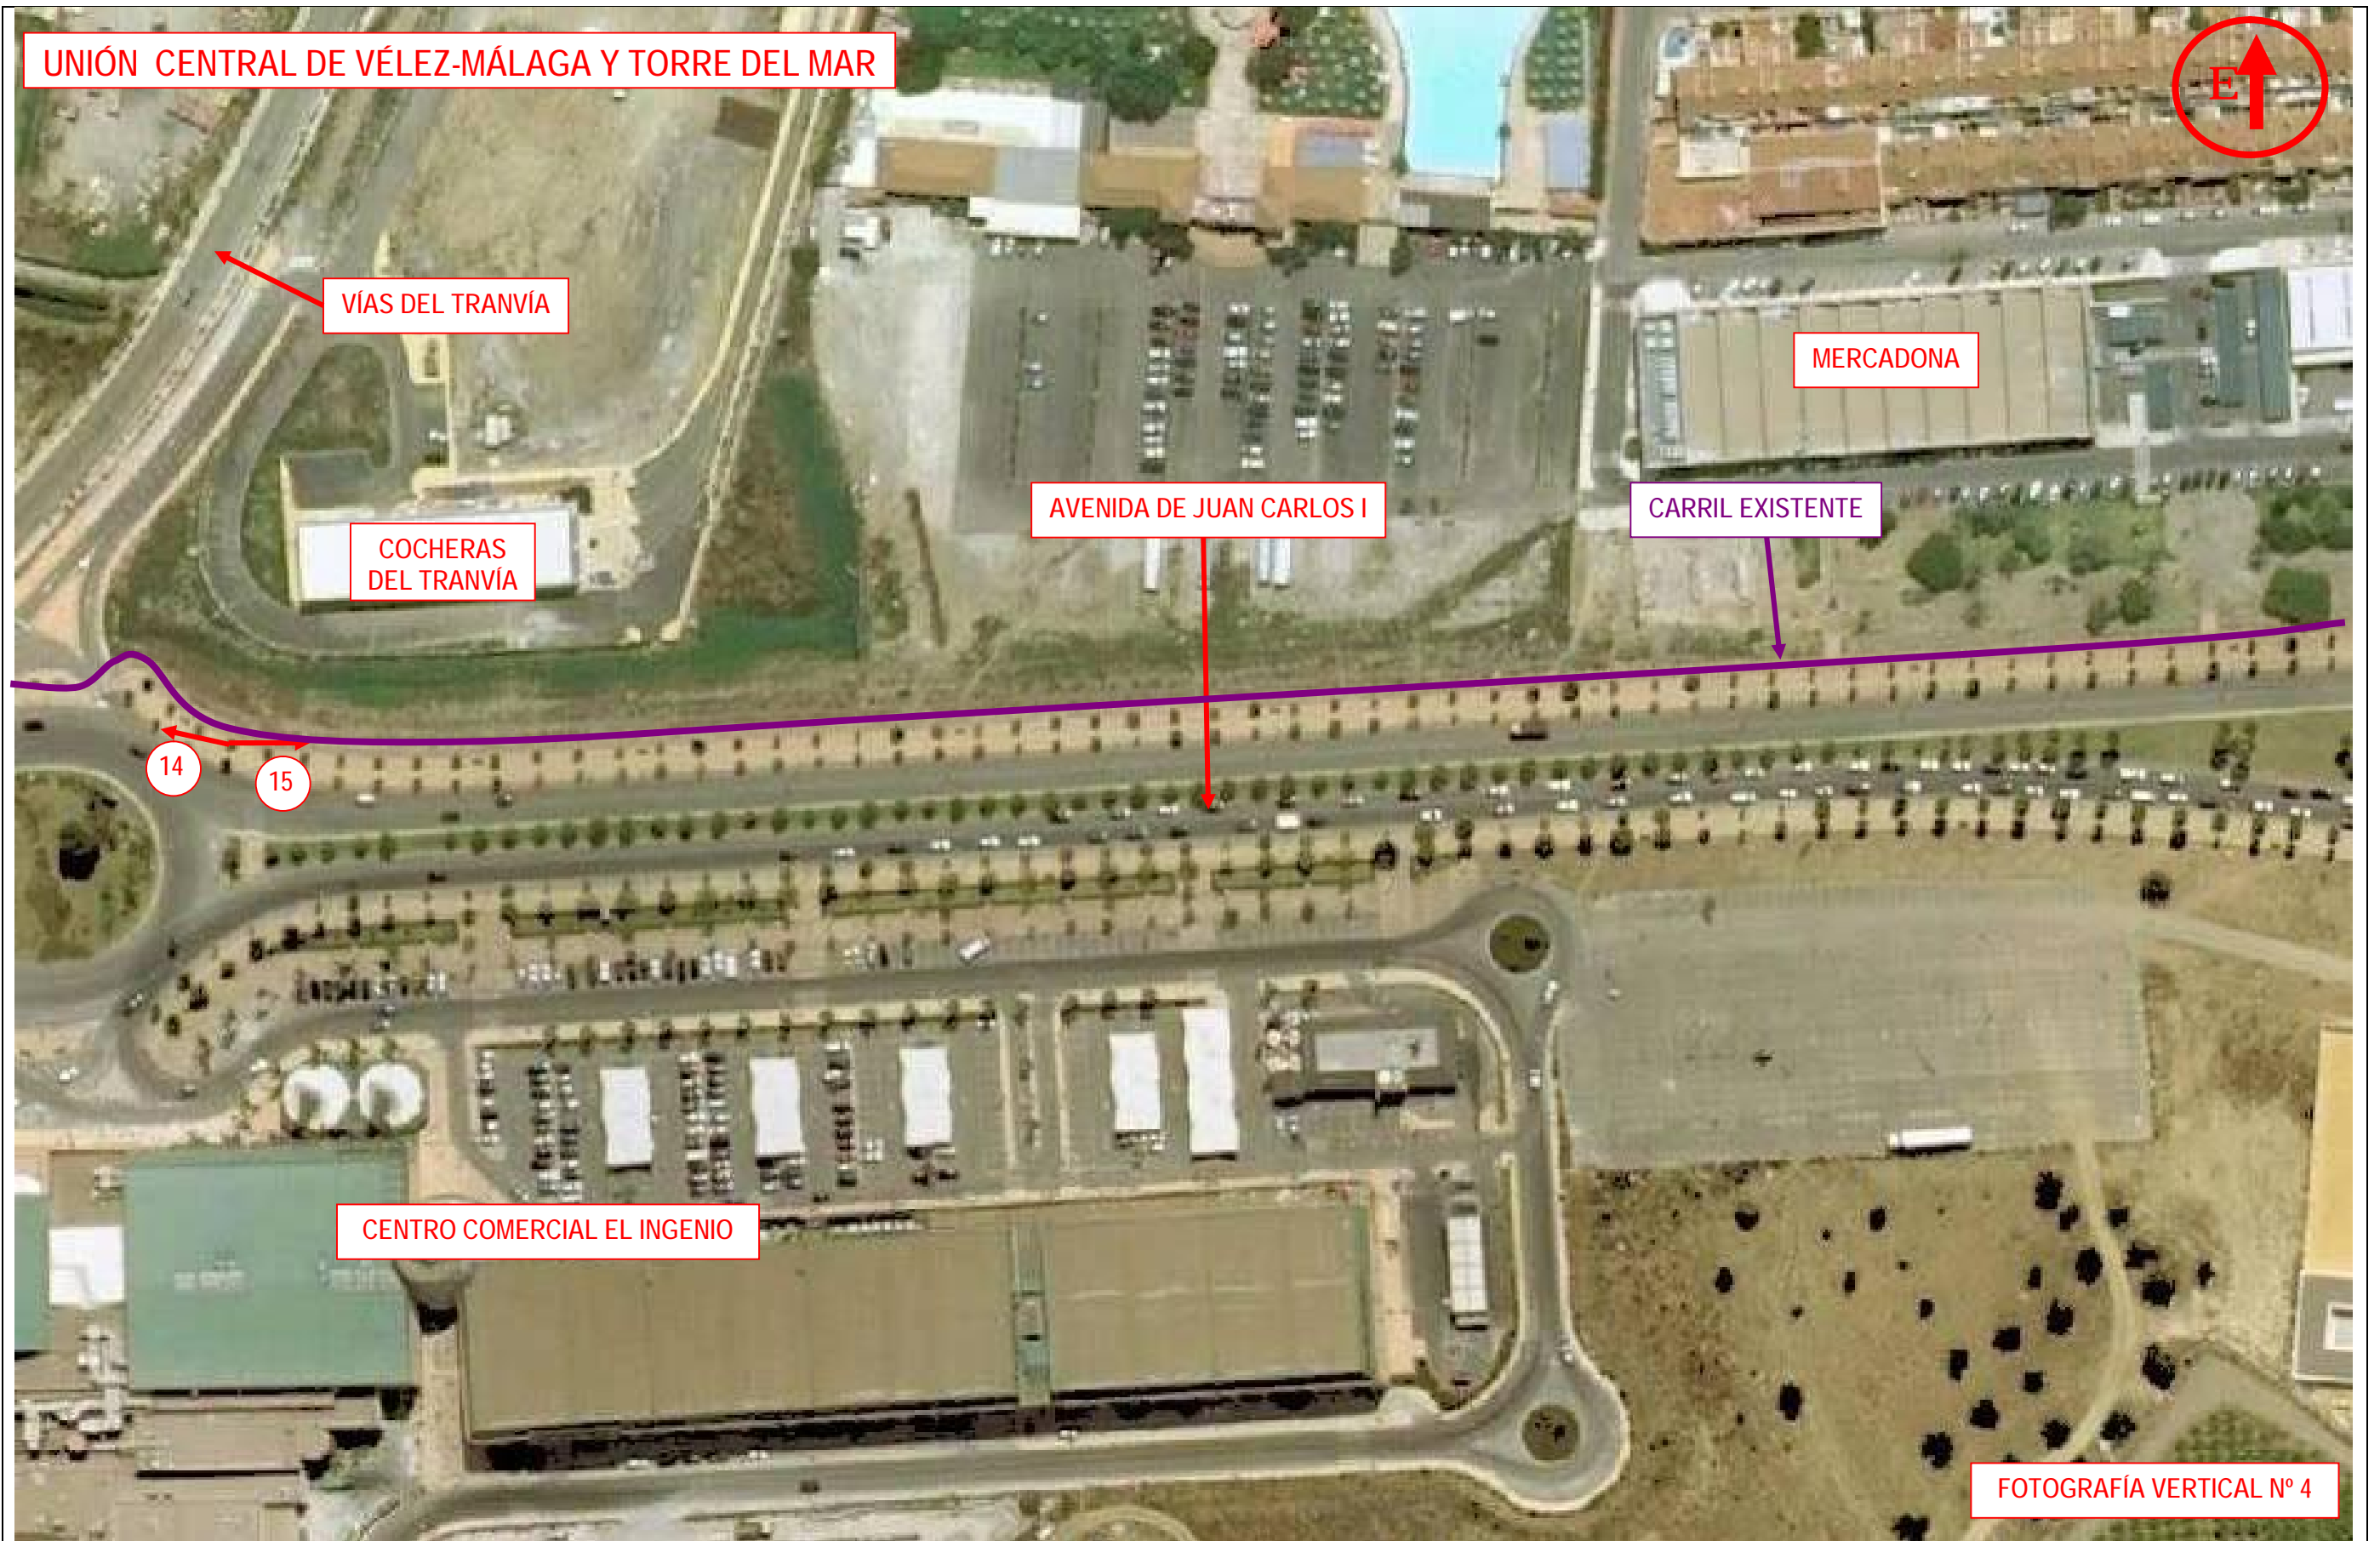 UNIÓN CENTRAL DE VÉLEZ-MÁLAGA Y TORRE DEL MAR
E
VÍAS DEL TRANVÍA
MERCADONA
AVENIDA DE JUAN CARLOS I
CARRIL EXISTENTE
COCHERAS
DEL TRANVÍA
14
15
CENTRO COMERCIAL EL INGENIO
FOTOGRAFÍA VERTICAL Nº 4